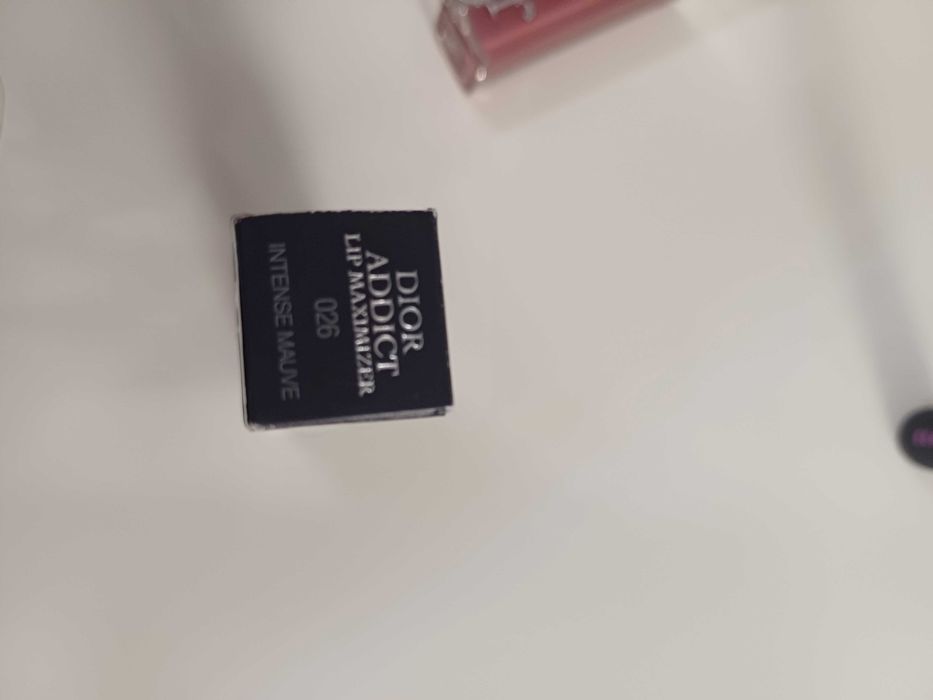 DIOR
ADDICT
LIP MAXIMIZER
026
INTENSE MAUVE